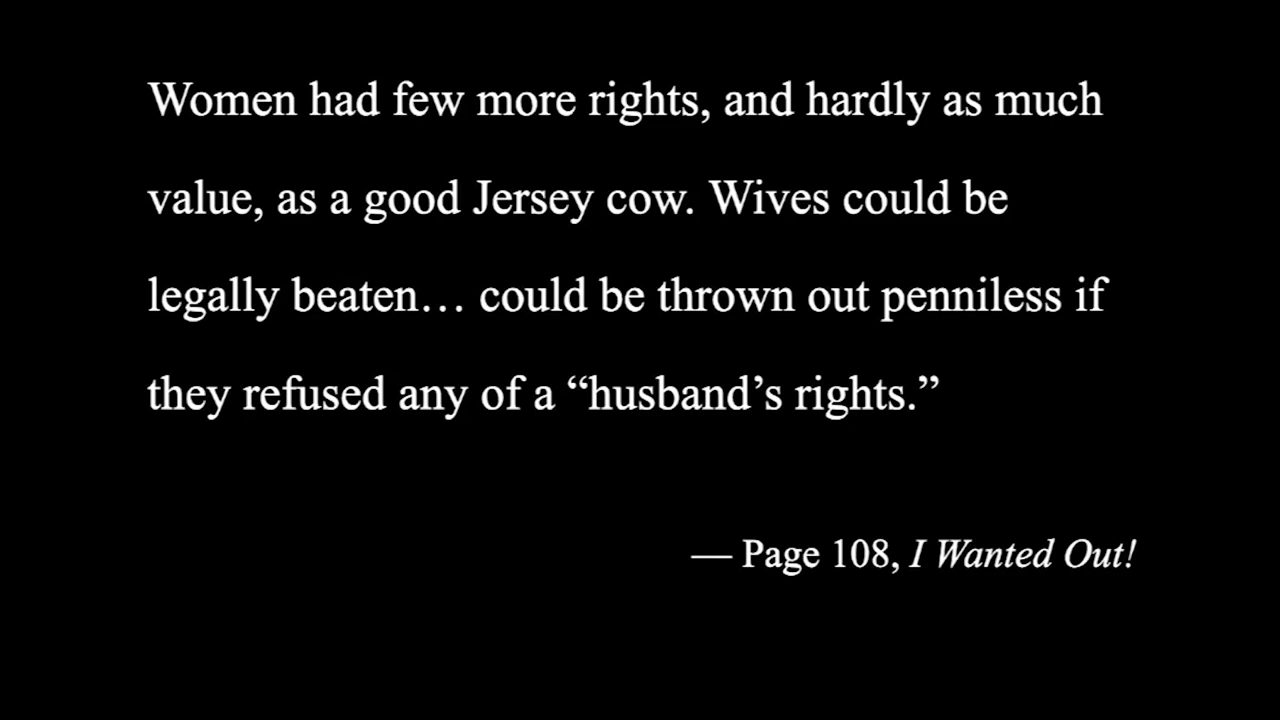 Women had few more rights, and hardly as much
value, as a good Jersey cow. Wives could be
legally beaten… could be thrown out penniless if
they refused any of a “husband’s rights.”
— Page 108, I Wanted Out!